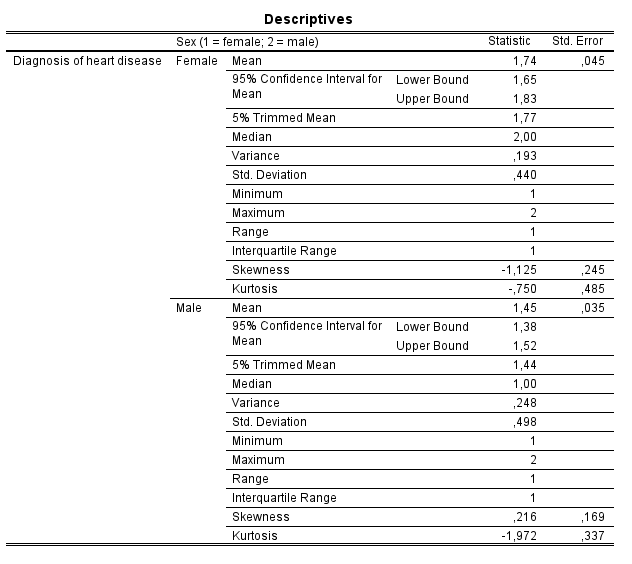 Descriptives
Sex (1 = female; 2 = male) Statistic Std. Error
Diagnosis of heart disease Female Mean 1,74 ,045
95% Confidence Interval for Mean Lower Bound 1,65
Upper Bound 1,83
5% Trimmed Mean 1,77
Median 2,00
Variance ,193
Std. Deviation ,440
Minimum 1
Maximum 2
Range 1
Interquartile Range 1
Skewness -1,125 ,245
Kurtosis -,750 ,485
Male Mean 1,45 ,035
95% Confidence Interval for Mean Lower Bound 1,38
Upper Bound 1,52
5% Trimmed Mean 1,44
Median 1,00
Variance ,248
Std. Deviation ,498
Minimum 1
Maximum 2
Range 1
Interquartile Range 1
Skewness ,216 ,169
Kurtosis -1,972 ,337